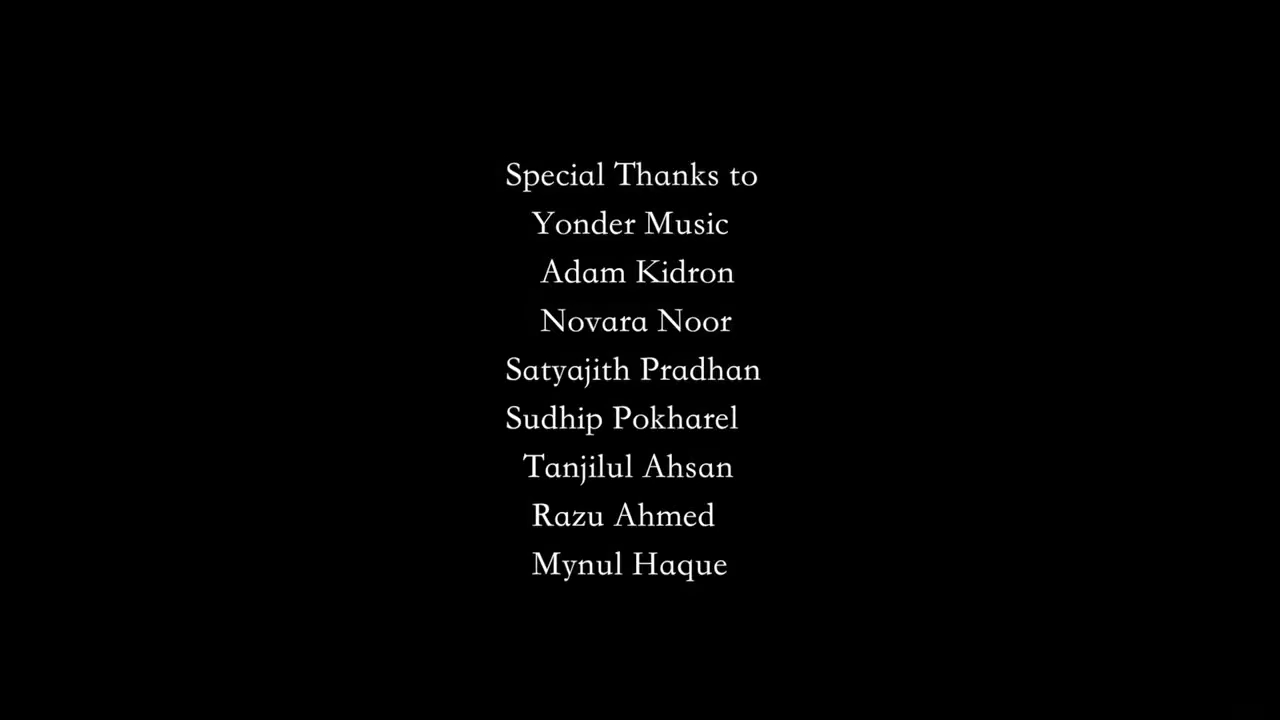 Special Thanks to
Yonder Music
Adam Kidron
Novara Noor
Satyajith Pradhan
Sudhip Pokharel
Tanjilul Ahsan
Razu Ahmed
Mynul Haque